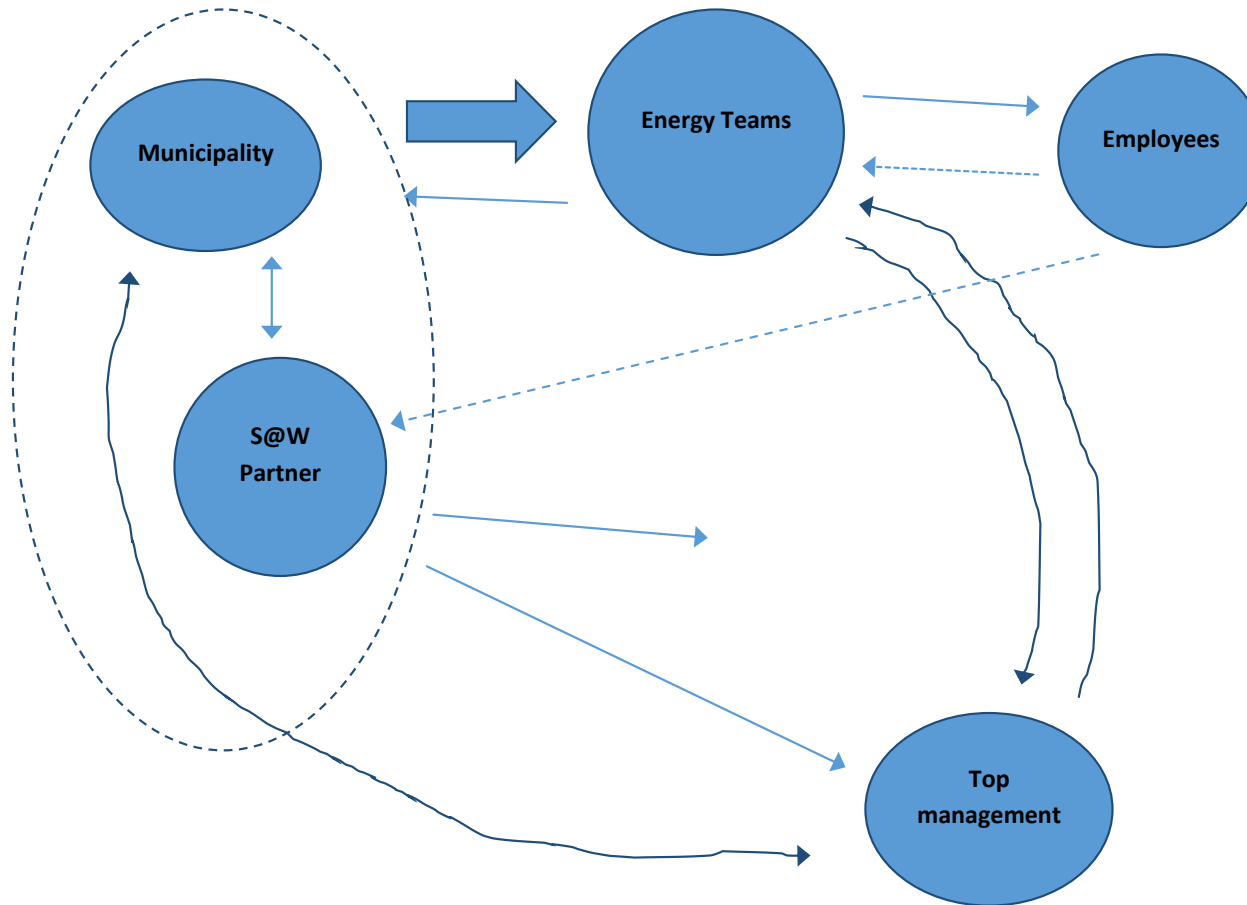 Municipality
Energy Teams
Employees
S@W
Partner
Top
management